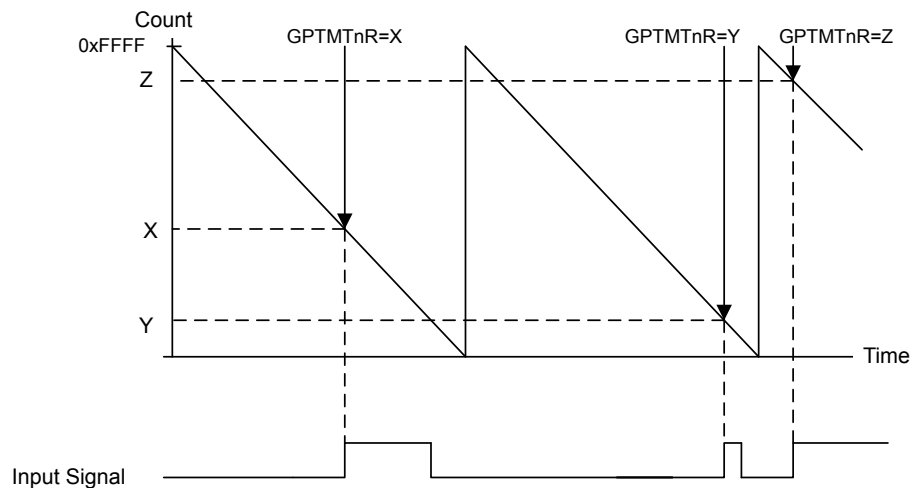 Count
0xFFFF
GPTMTnR=X
GPTMTnR=Y
GPTMTnR=Z
Z
X
Y
Time
Input Signal